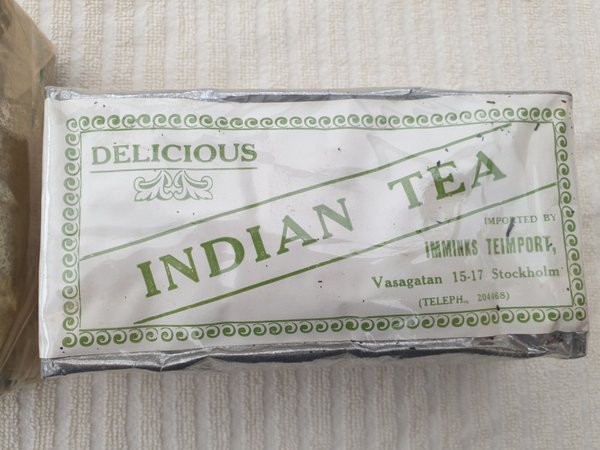 DELICIOUS
INDIAN TEA
IMPORTED BY
IMMINKS TEIMPORT,
Vasagatan 15-17 Stockholm
(TELEPH., 204468)